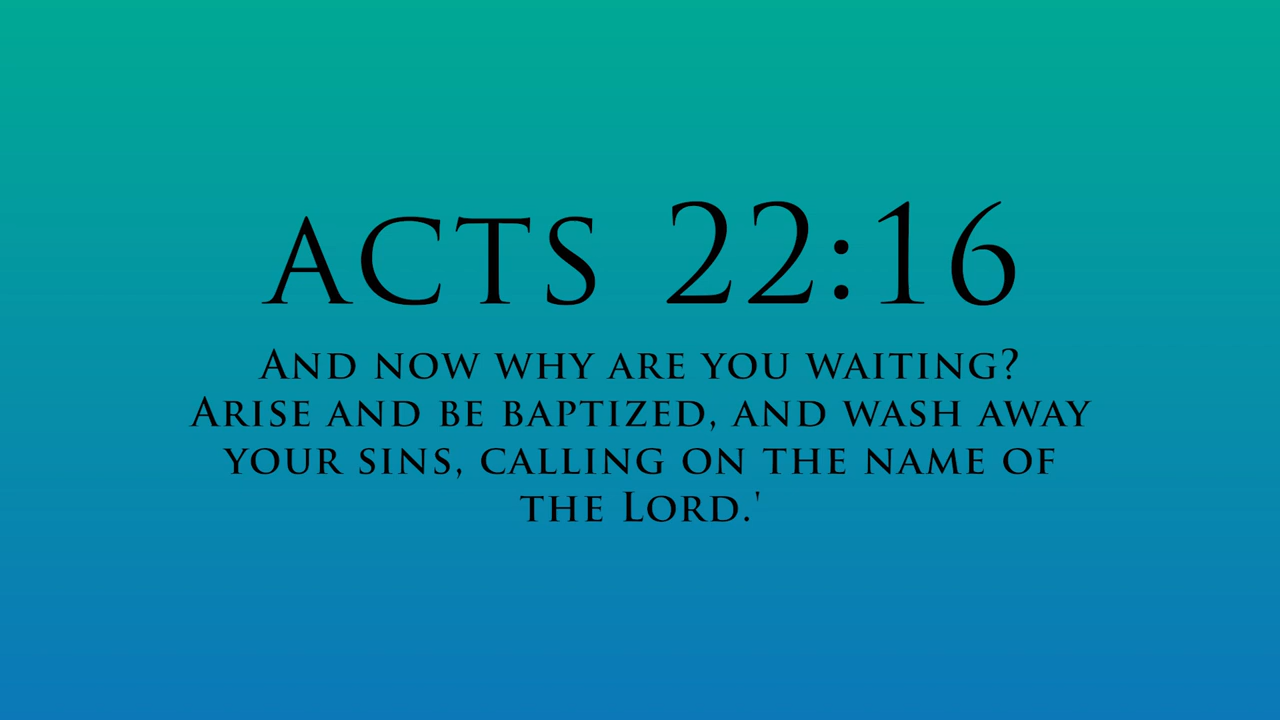 ACTS 22:16
And now why are you waiting?
Arise and be baptized, and wash away
your sins, calling on the name of
the Lord.'